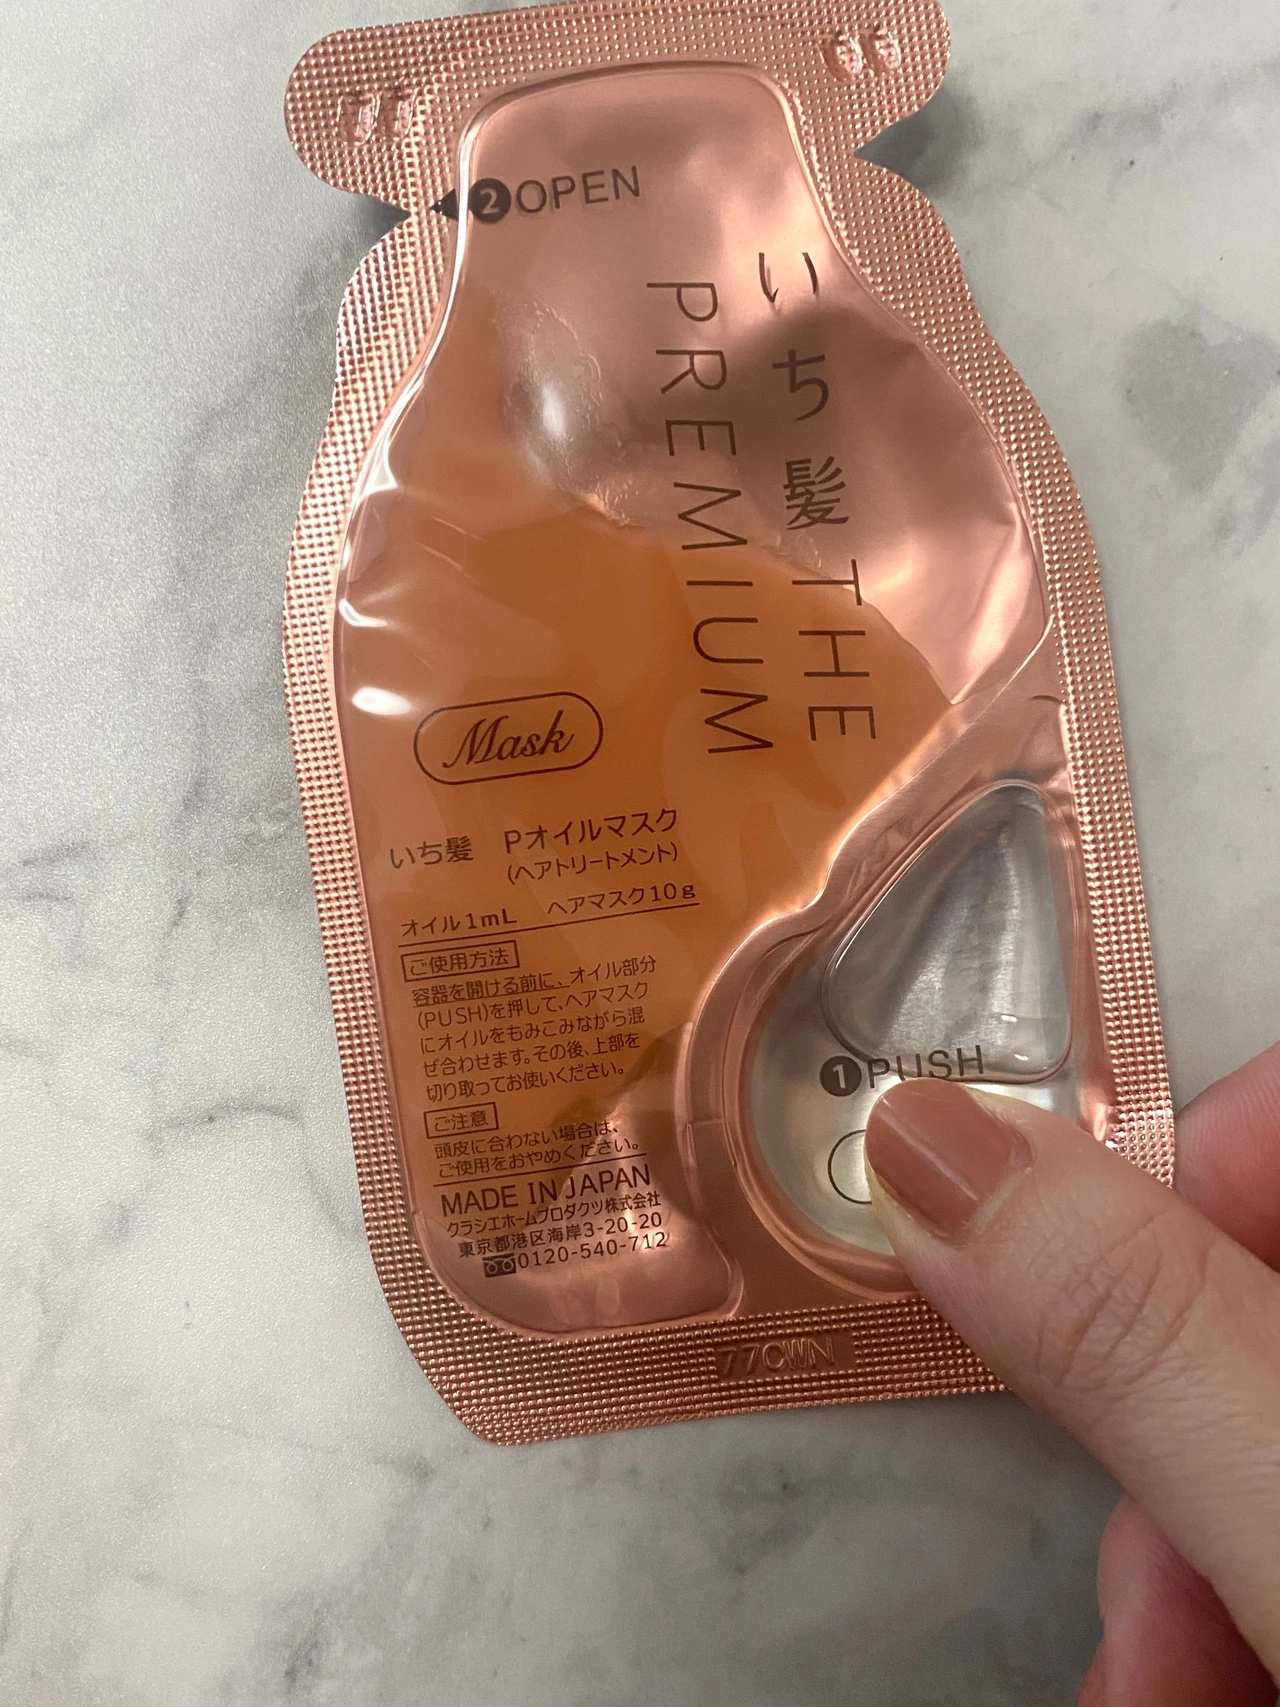 ❷OPEN
いち髪 THE
PREMIUM
Mask
いち髪 Pオイルマスク
(ヘアトリートメント)
オイル1mL ヘアマスク10g
ご使用方法
容器を開ける前に、オイル部分
(PUSH)を押して、ヘアマスク
にオイルをもみこみながら混
ぜ合わせます。その後、上部を
切り取ってお使いください。
ご注意
頭皮に合わない場合は、
ご使用をおやめください。
MADE IN JAPAN
クラシエホームプロダクツ株式会社
東京都港区海岸3-20-20
0120-540-712
❶PUSH
77CWN